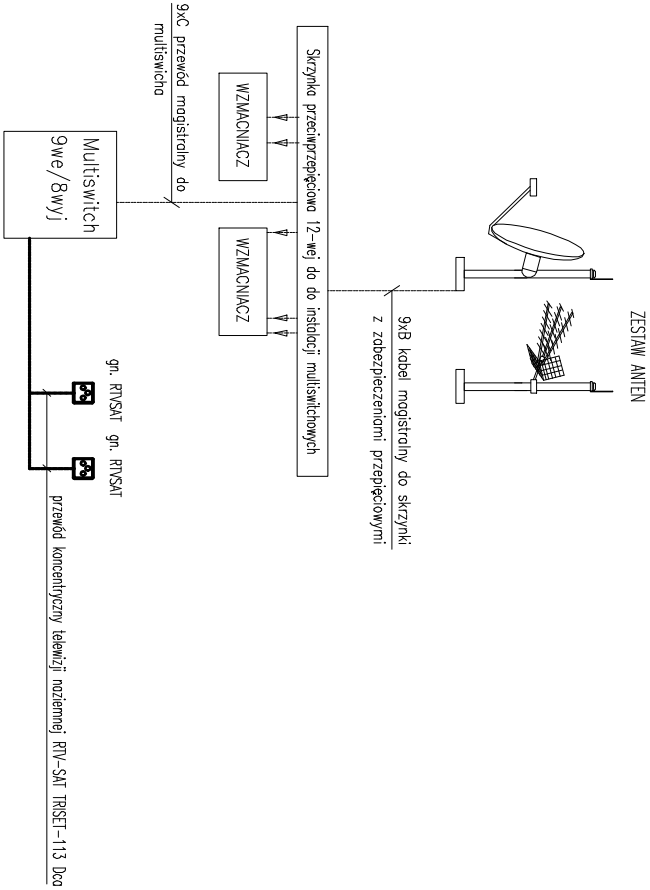 ZESTAW ANTEN
9xB kabel magistralny do skrzynki
z zabezpieczeniami przepięciowymi
Skrzynka przeciwprzepięciowa 12-wej do do instalacji multiswitchowych
WZMACNIACZ
WZMACNIACZ
9xC przewód magistralny do
multiswicha
Multiswitch
9we/8wyj
gn. RTVSAT
gn. RTVSAT
przewód koncentryczny telewizji naziemnej RTV-SAT TRISET-113 Dca